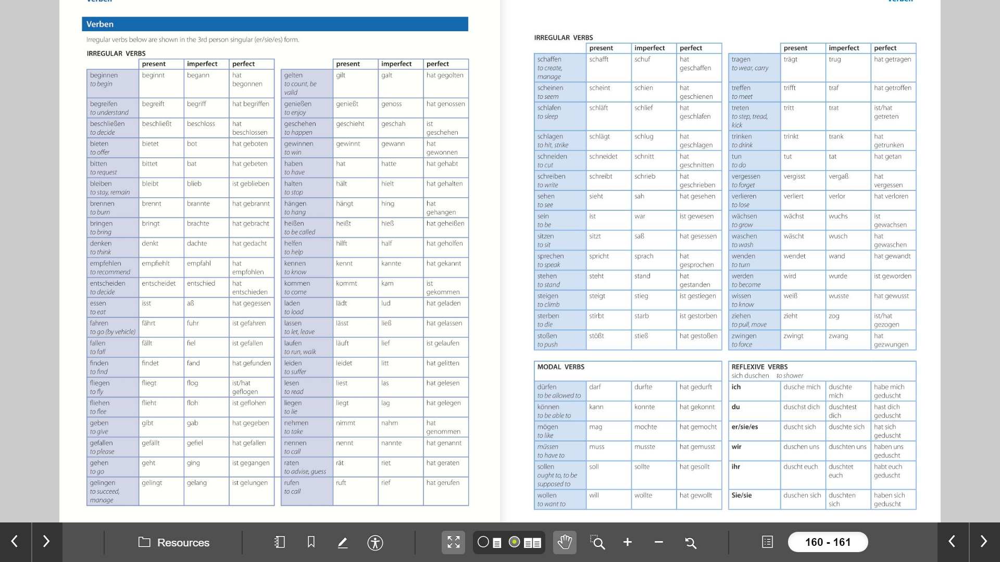 Verben
Verben
Verben
Irregular verbs below are shown in the 3rd person singular (er/sie/es) form.
IRREGULAR VERBS
present imperfect perfect
beginnen beginnt begann hat
to begin begonnen
begreifen begreift begriff hat begriffen
to understand
beschließen beschließt beschloss hat
to decide beschlossen
bieten bietet bot hat geboten
to offer
bitten bittet bat hat gebeten
to request
bleiben bleibt blieb ist geblieben
to stay, remain
brennen brennt brannte hat gebrannt
to burn
bringen bringt brachte hat gebracht
to bring
denken denkt dachte hat gedacht
to think
empfehlen empfiehlt empfahl hat
to recommend empfohlen
entscheiden entscheidet entschied hat
to decide entschieden
essen isst aß hat gegessen
to eat
fahren fährt fuhr ist gefahren
to go (by vehicle)
fallen fällt fiel ist gefallen
to fall
finden findet fand hat gefunden
to find
fliegen fliegt flog ist/hat
to fly geflogen
fliehen flieht floh ist geflohen
to flee
geben gibt gab hat gegeben
to give
gefallen gefällt gefiel hat gefallen
to please
gehen geht ging ist gegangen
to go
gelingen gelingt gelang ist gelungen
to succeed,
manage
present imperfect perfect
gelten gilt galt hat gegolten
to count, be
valid
genießen genießt genoss hat genossen
to enjoy
geschehen geschieht geschah ist
to happen geschehen
gewinnen gewinnt gewann hat
to win gewonnen
haben hat hatte hat gehabt
to have
halten hält hielt hat gehalten
to stop
hängen hängt hing hat
to hang gehangen
heißen heißt hieß hat geheißen
to be called
helfen hilft half hat geholfen
to help
kennen kennt kannte hat gekannt
to know
kommen kommt kam ist
to come gekommen
laden lädt lud hat geladen
to load
lassen lässt ließ hat gelassen
to let, leave
laufen läuft lief ist gelaufen
to run, walk
leiden leidet litt hat gelitten
to suffer
lesen liest las hat gelesen
to read
liegen liegt lag hat gelegen
to lie
nehmen nimmt nahm hat
to take genommen
nennen nennt nannte hat genannt
to call
raten rät riet hat geraten
to advise, guess
rufen ruft rief hat gerufen
to call
IRREGULAR VERBS
present imperfect perfect
schaffen schafft schuf hat
to create, geschaffen
manage
scheinen scheint schien hat
to seem geschienen
schlafen schläft schlief hat
to sleep geschlafen
schlagen schlägt schlug hat
to hit, strike geschlagen
schneiden schneidet schnitt hat
to cut geschnitten
schreiben schreibt schrieb hat
to write geschrieben
sehen sieht sah hat gesehen
to see
sein ist war ist gewesen
to be
sitzen sitzt saß hat gesessen
to sit
sprechen spricht sprach hat
to speak gesprochen
stehen steht stand hat
to stand gestanden
steigen steigt stieg ist gestiegen
to climb
sterben stirbt starb ist gestorben
to die
stoßen stößt stieß hat gestoßen
to push
present imperfect perfect
tragen trägt trug hat getragen
to wear, carry
treffen trifft traf hat getroffen
to meet
treten tritt trat ist/hat
to step, tread, getreten
kick
trinken trinkt trank hat
to drink getrunken
tun tut tat hat getan
to do
vergessen vergisst vergaß hat
to forget vergessen
verlieren verliert verlor hat verloren
to lose
wächsen wächst wuchs ist
to grow gewachsen
waschen wäscht wusch hat
to wash gewaschen
wenden wendet wand hat gewandt
to turn
werden wird wurde ist geworden
to become
wissen weiß wusste hat gewusst
to know
ziehen zieht zog ist/hat
to pull, move gezogen
zwingen zwingt zwang hat
to force gezwungen
MODAL VERBS
dürfen darf durfte hat gedurft
to be allowed to
können kann konnte hat gekonnt
to be able to
mögen mag mochte hat gemocht
to like
müssen muss musste hat gemusst
to have to
sollen soll sollte hat gesollt
ought to, to be
supposed to
wollen will wollte hat gewollt
to want to
REFLEXIVE VERBS
sich duschen to shower
ich dusche mich duschte habe mich
mich geduscht
du duschst dich duschtest hast dich
dich geduscht
er/sie/es duscht sich duschte sich hat sich
geduscht
wir duschen uns duschten uns haben uns
geduscht
ihr duscht euch duschtet habt euch
euch geduscht
Sie/sie duschen sich duschten haben sich
sich geduscht
Resources
160 - 161